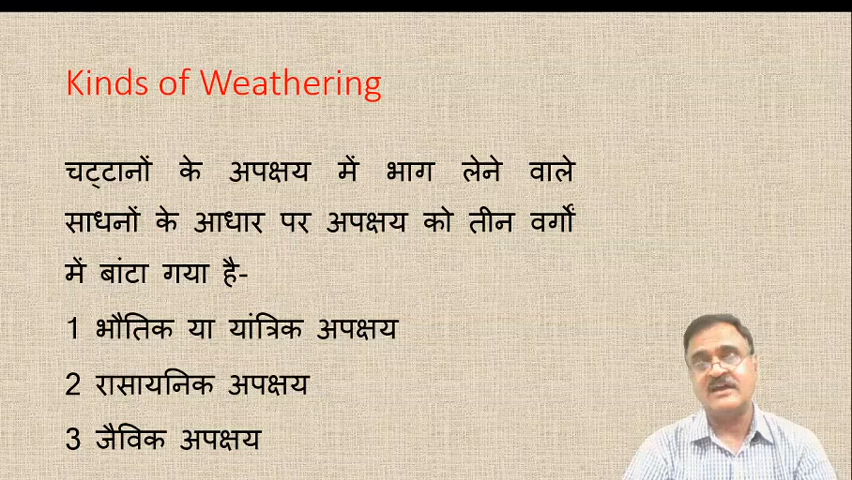 Kinds of Weathering
चट्टानों के अपक्षय में भाग लेने वाले
साधनों के आधार पर अपक्षय को तीन वर्गों
में बांटा गया है-
1 भौतिक या यांत्रिक अपक्षय
2 रासायनिक अपक्षय
3 जैविक अपक्षय